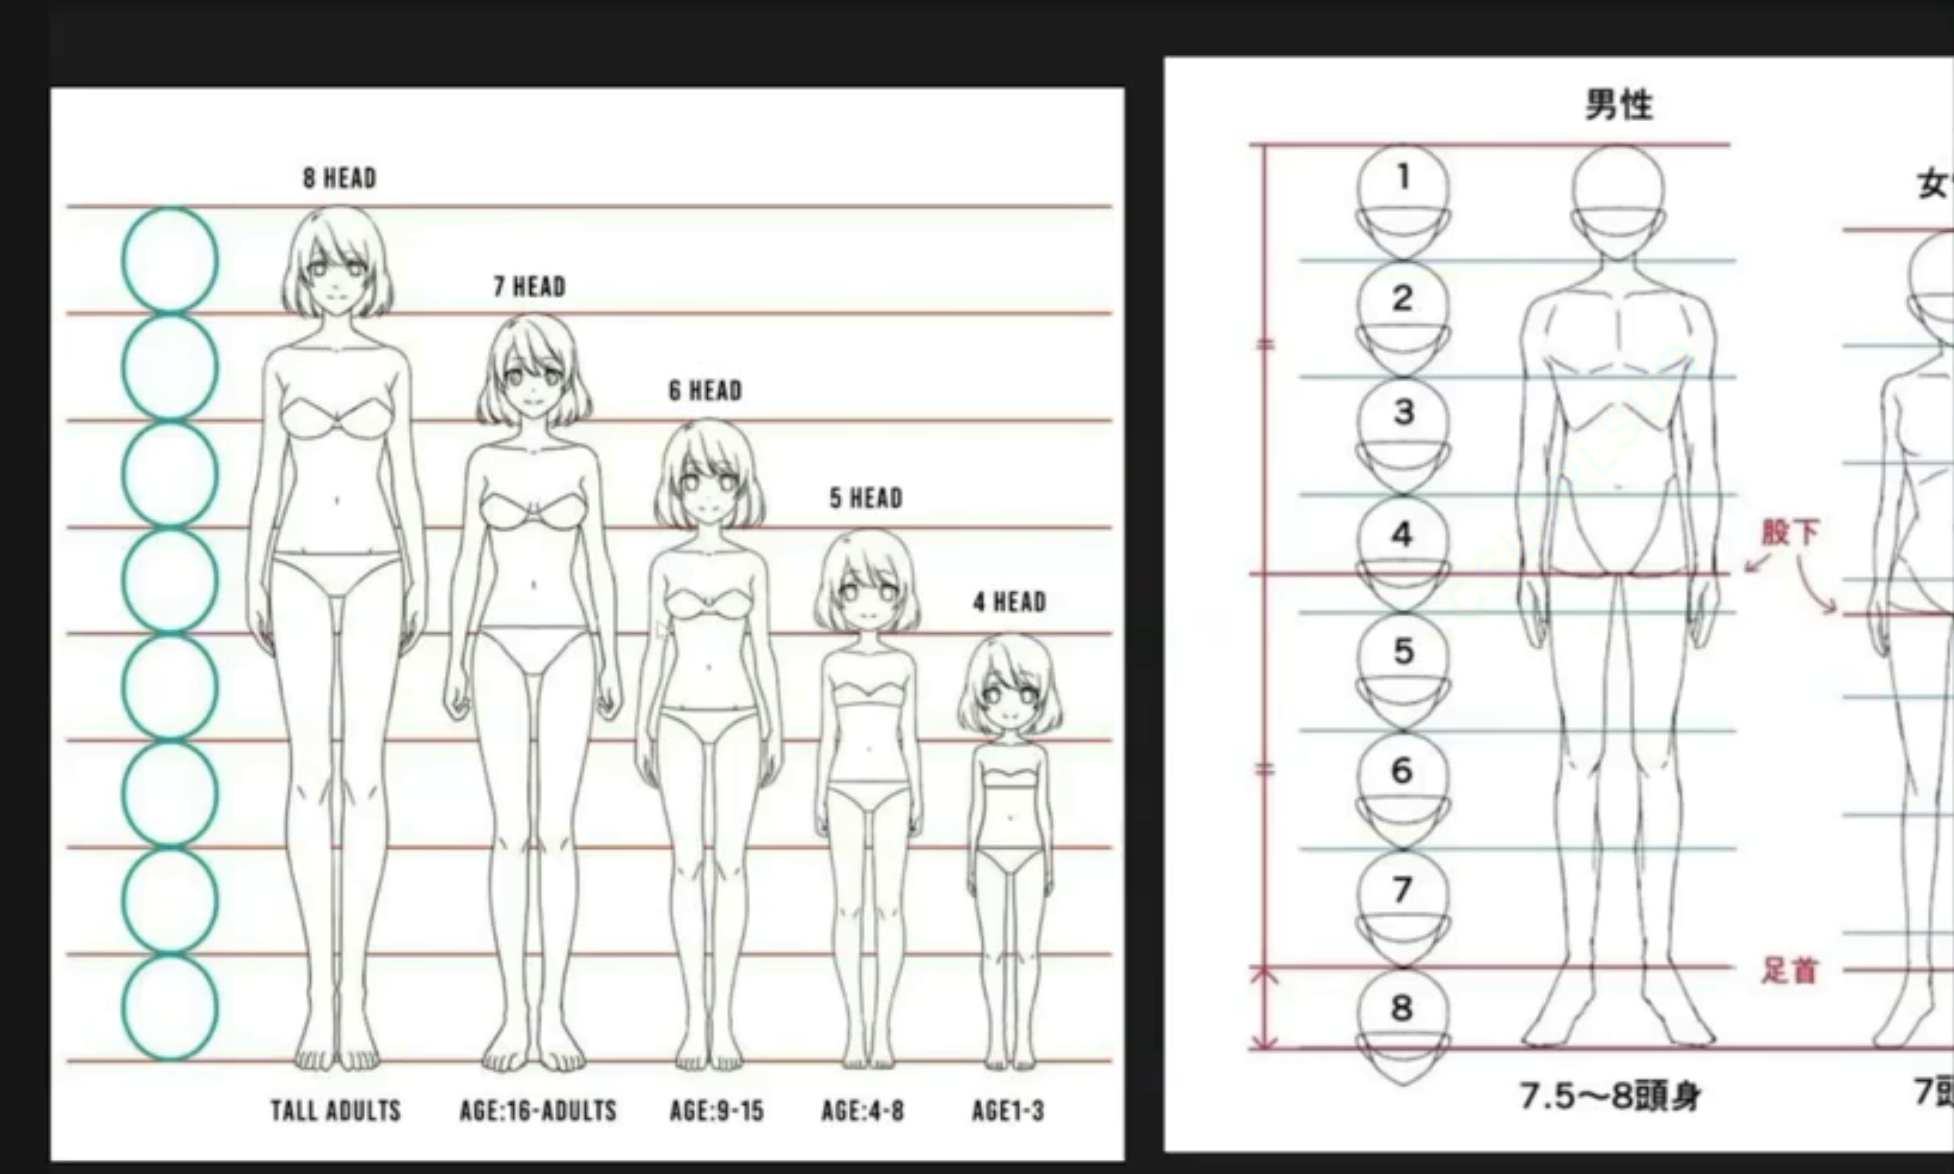 8 HEAD
7 HEAD
6 HEAD
5 HEAD
4 HEAD
TALL ADULTS
AGE:16-ADULTS
AGE:9-15
AGE:4-8
AGE1-3
男性
1
2
3
4
5
6
7
8
股下
足首
7.5〜8頭身
女
7頭